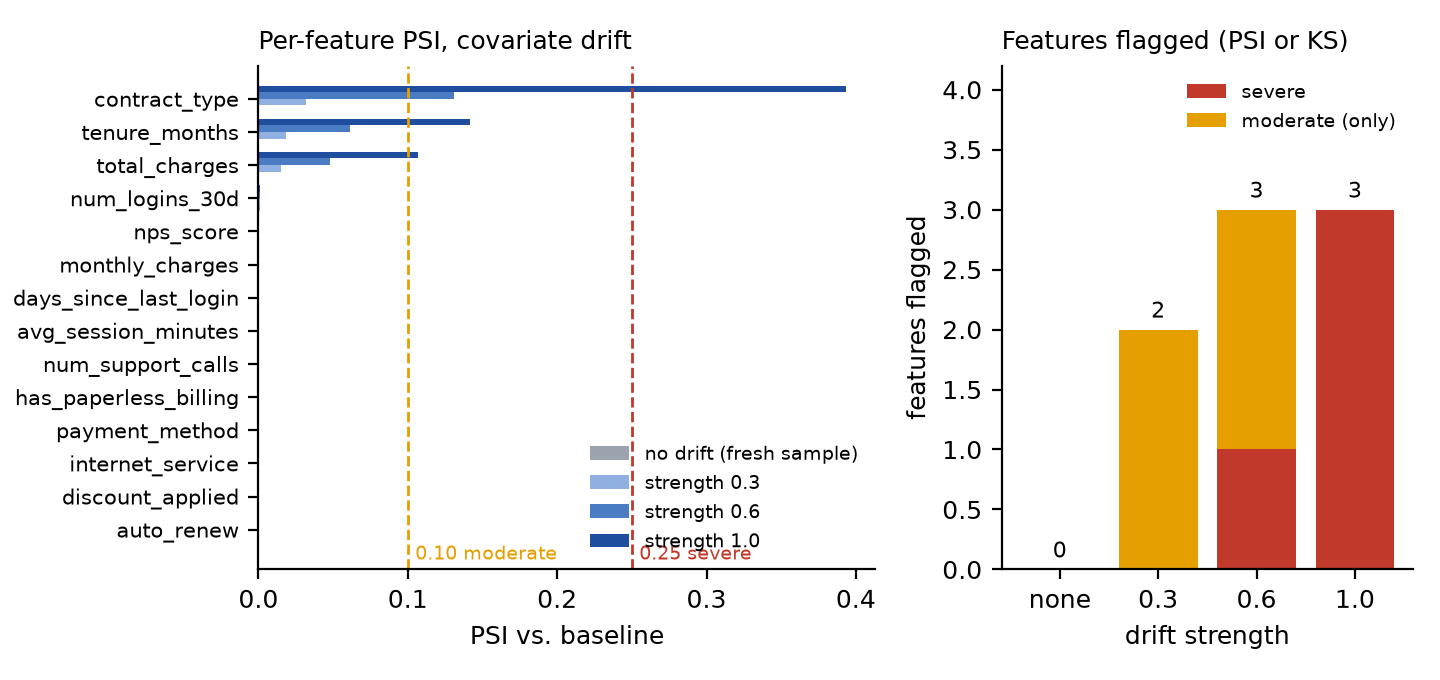 Per-feature PSI, covariate drift
contract_type
tenure_months
total_charges
num_logins_30d
nps_score
monthly_charges
days_since_last_login
avg_session_minutes
num_support_calls
has_paperless_billing
payment_method
internet_service
discount_applied
auto_renew
no drift (fresh sample)
strength 0.3
strength 0.6
strength 1.0
0.10 moderate
0.25 severe
0.0 0.1 0.2 0.3 0.4
PSI vs. baseline
Features flagged (PSI or KS)
severe
moderate (only)
features flagged
4.0
3.5
3.0
2.5
2.0
1.5
1.0
0.5
0.0
0
2
3
3
none 0.3 0.6 1.0
drift strength